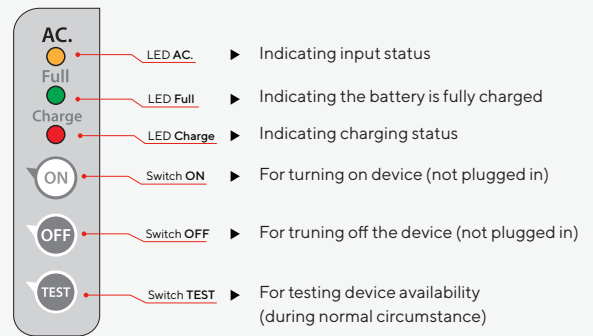 AC.
LED AC. ▶ Indicating input status
Full
LED Full ▶ Indicating the battery is fully charged
Charge
LED Charge ▶ Indicating charging status
ON
Switch ON ▶ For turning on device (not plugged in)
OFF
Switch OFF ▶ For truning off the device (not plugged in)
TEST
Switch TEST ▶ For testing device availability
(during normal circumstance)